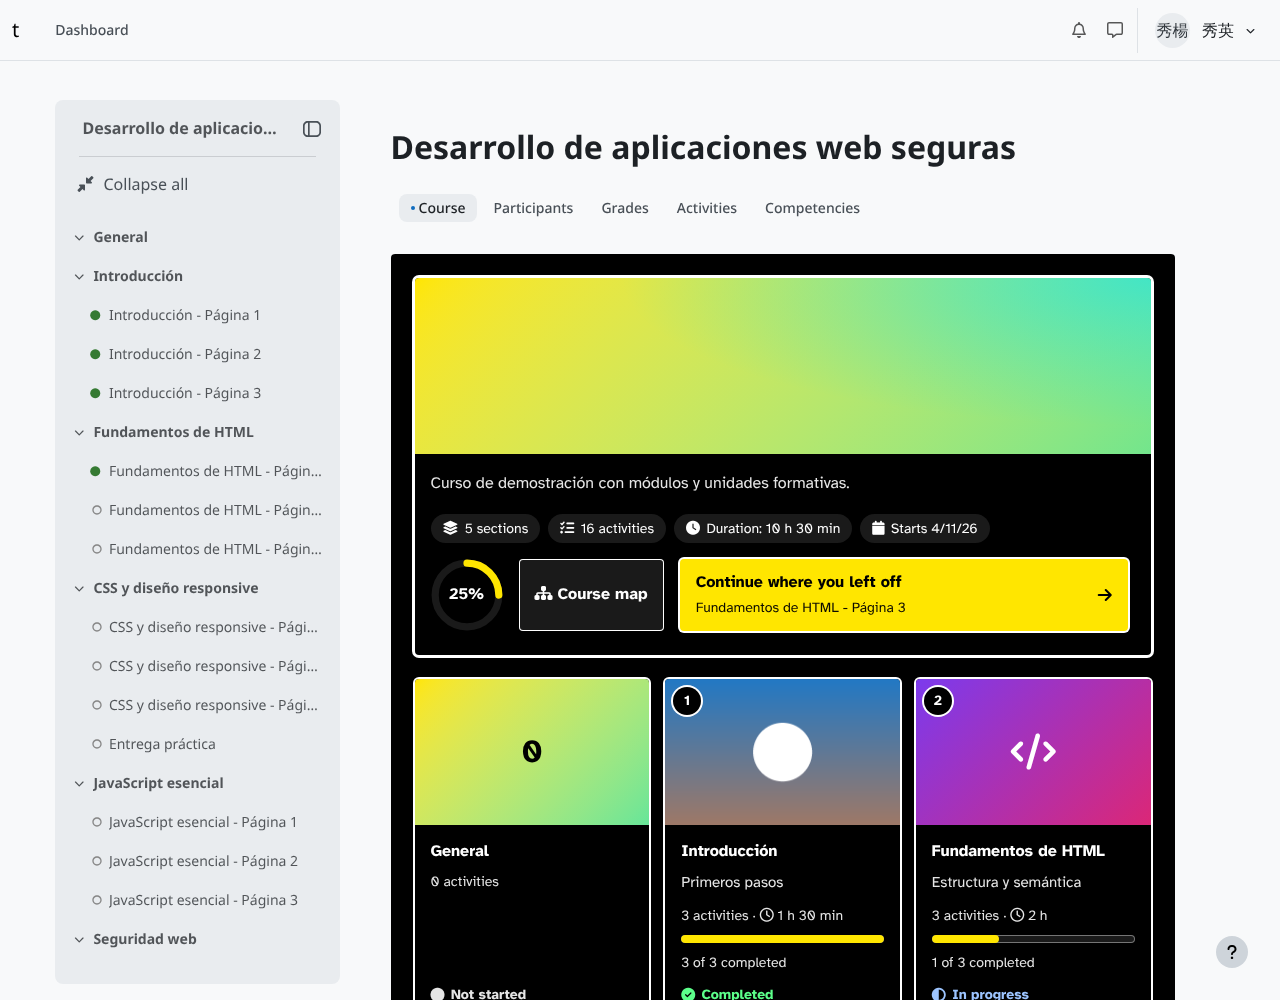 t
Dashboard
秀楊
秀英
Desarrollo de aplicacio...
Collapse all
General
Introducción
Introducción - Página 1
Introducción - Página 2
Introducción - Página 3
Fundamentos de HTML
Fundamentos de HTML - Págin...
Fundamentos de HTML - Págin...
Fundamentos de HTML - Págin...
CSS y diseño responsive
CSS y diseño responsive - Pági...
CSS y diseño responsive - Pági...
CSS y diseño responsive - Pági...
Entrega práctica
JavaScript esencial
JavaScript esencial - Página 1
JavaScript esencial - Página 2
JavaScript esencial - Página 3
Seguridad web
Desarrollo de aplicaciones web seguras
Course Participants Grades Activities Competencies
Curso de demostración con módulos y unidades formativas.
5 sections 16 activities Duration: 10 h 30 min Starts 4/11/26
25%
Course map
Continue where you left off
Fundamentos de HTML - Página 3
0
General
0 activities
Not started
1
Introducción
Primeros pasos
3 activities · 1 h 30 min
3 of 3 completed
Completed
2
</>
Fundamentos de HTML
Estructura y semántica
3 activities · 2 h
1 of 3 completed
In progress
?